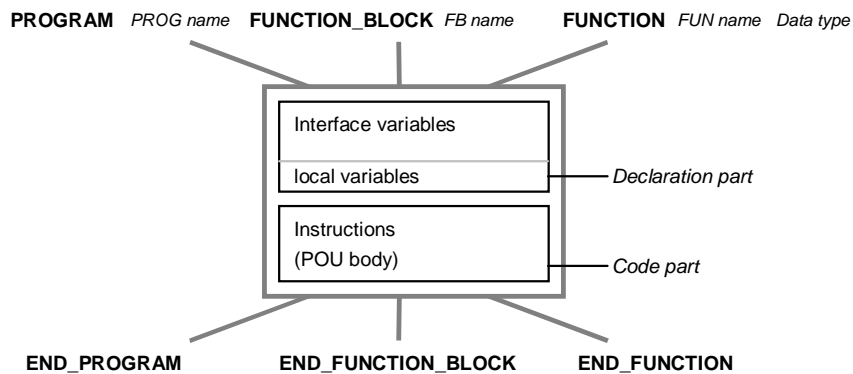 PROGRAM PROG name FUNCTION_BLOCK FB name FUNCTION FUN name Data type
Interface variables
local variables
Declaration part
Instructions
(POU body)
Code part
END_PROGRAM END_FUNCTION_BLOCK END_FUNCTION